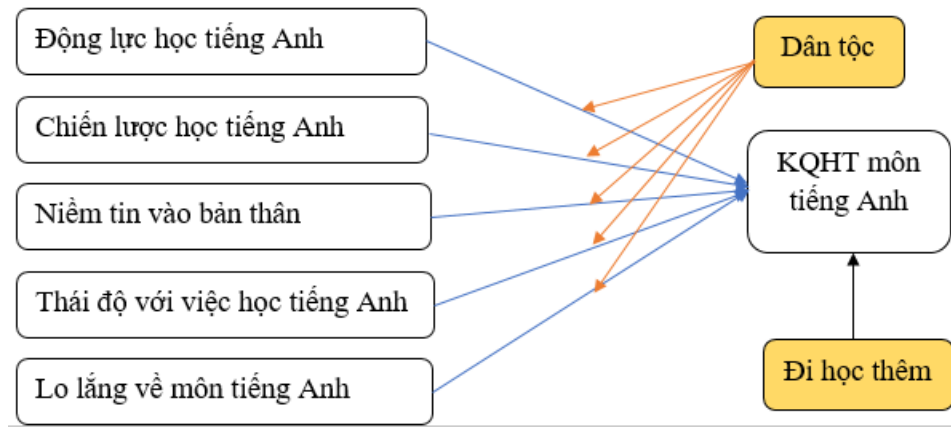 Động lực học tiếng Anh
Chiến lược học tiếng Anh
Niềm tin vào bản thân
Thái độ với việc học tiếng Anh
Lo lắng về môn tiếng Anh
Dân tộc
KQHT môn
tiếng Anh
Đi học thêm